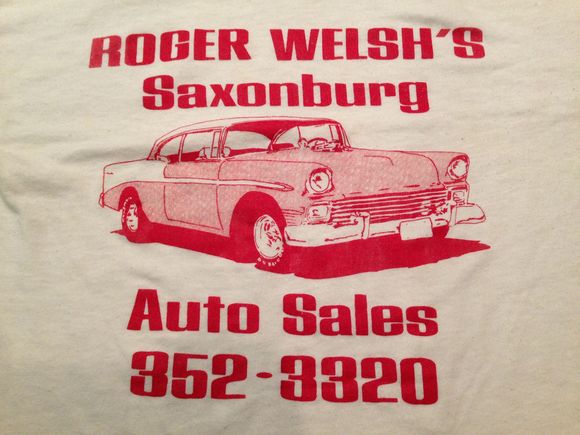 ROGER WELSH'S
Saxonburg
Auto Sales
352-3320